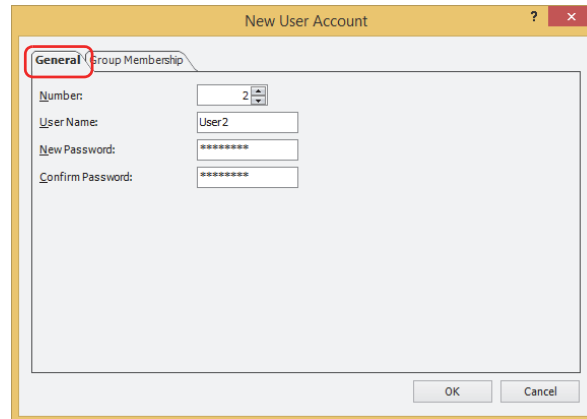 New User Account
?
×
General
Group Membership
Number: 2
User Name: User2
New Password: ********
Confirm Password: ********
OK
Cancel